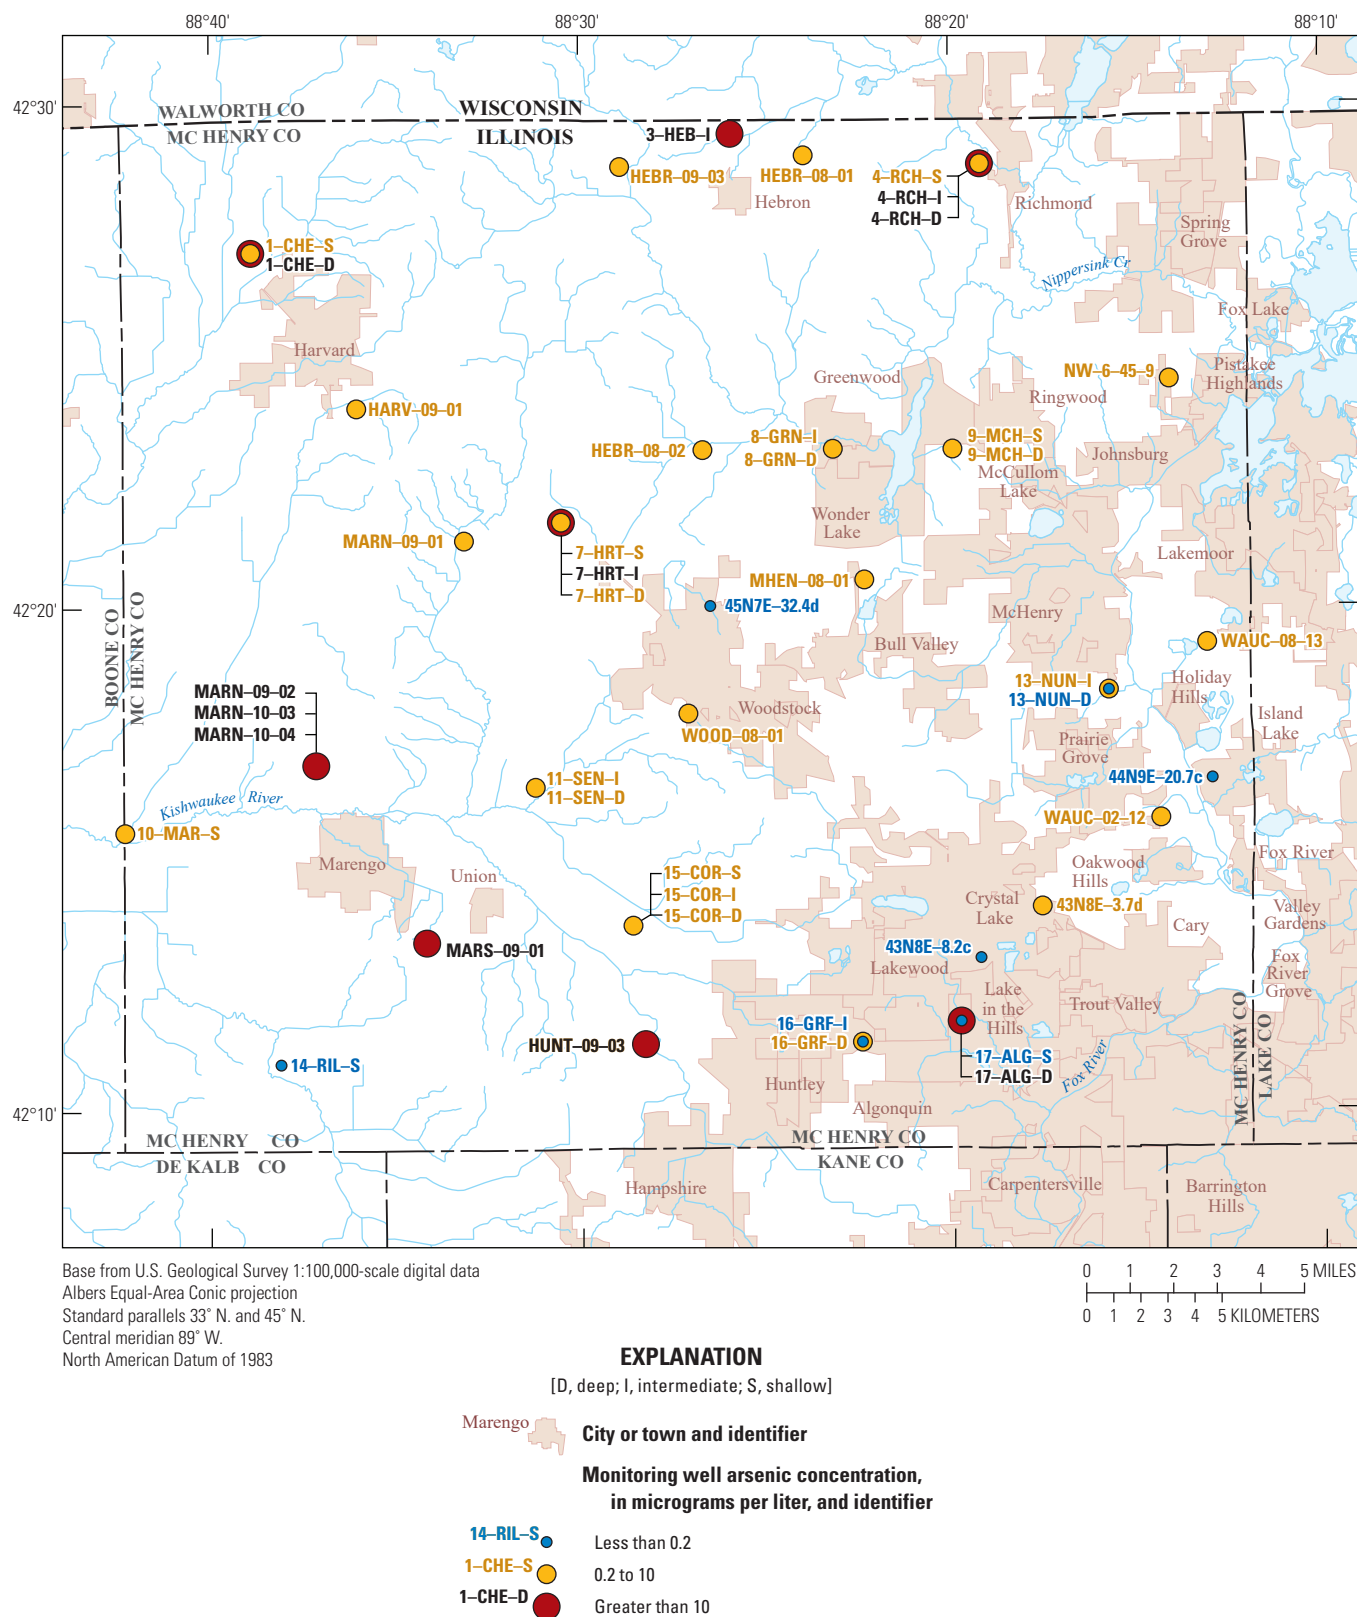 88°40'
88°30'
88°20'
88°10'
42°30'
WALWORTH CO
MC HENRY CO
WISCONSIN
ILLINOIS
3–HEB–I
HEBR–09–03
HEBR–08–01
Hebron
4–RCH–S
4–RCH–I
4–RCH–D
Richmond
Spring
Grove
1–CHE–S
1–CHE–D
Nippersink Cr
Fox Lake
Harvard
Greenwood
NW–6–45–9
Pistakee
Highlands
Ringwood
HARV–09–01
HEBR–08–02
8–GRN–I
8–GRN–D
9–MCH–S
9–MCH–D
McCullom
Lake
Johnsburg
Wonder
Lake
MARN–09–01
7–HRT–S
7–HRT–I
7–HRT–D
Lakemoor
MHEN–08–01
42°20'
45N7E–32.4d
McHenry
Bull Valley
WAUC–08–13
BOONE CO
MC HENRY CO
MARN–09–02
MARN–10–03
MARN–10–04
13–NUN–I
13–NUN–D
Holiday
Hills
Woodstock
WOOD–08–01
Island
Lake
Prairie
Grove
44N9E–20.7c
11–SEN–I
11–SEN–D
Kishwaukee River
10–MAR–S
WAUC–02–12
Marengo
Union
Oakwood
Hills
Fox River
Valley
Gardens
15–COR–S
15–COR–I
15–COR–D
Crystal
Lake
43N8E–3.7d
Cary
MARS–09–01
43N8E–8.2c
Lakewood
Fox
River
Grove
Lake
in the
Hills
Trout Valley
16–GRF–I
16–GRF–D
HUNT–09–03
17–ALG–S
17–ALG–D
Fox River
MC HENRY CO
LAKE CO
14–RIL–S
Huntley
Algonquin
42°10'
MC HENRY CO
DE KALB CO
MC HENRY CO
KANE CO
Hampshire
Carpentersville
Barrington
Hills
Base from U.S. Geological Survey 1:100,000-scale digital data
Albers Equal-Area Conic projection
Standard parallels 33° N. and 45° N.
Central meridian 89° W.
North American Datum of 1983
0 1 2 3 4 5 MILES
0 1 2 3 4 5 KILOMETERS
EXPLANATION
[D, deep; I, intermediate; S, shallow]
Marengo
City or town and identifier
Monitoring well arsenic concentration,
in micrograms per liter, and identifier
14–RIL–S Less than 0.2
1–CHE–S 0.2 to 10
1–CHE–D Greater than 10